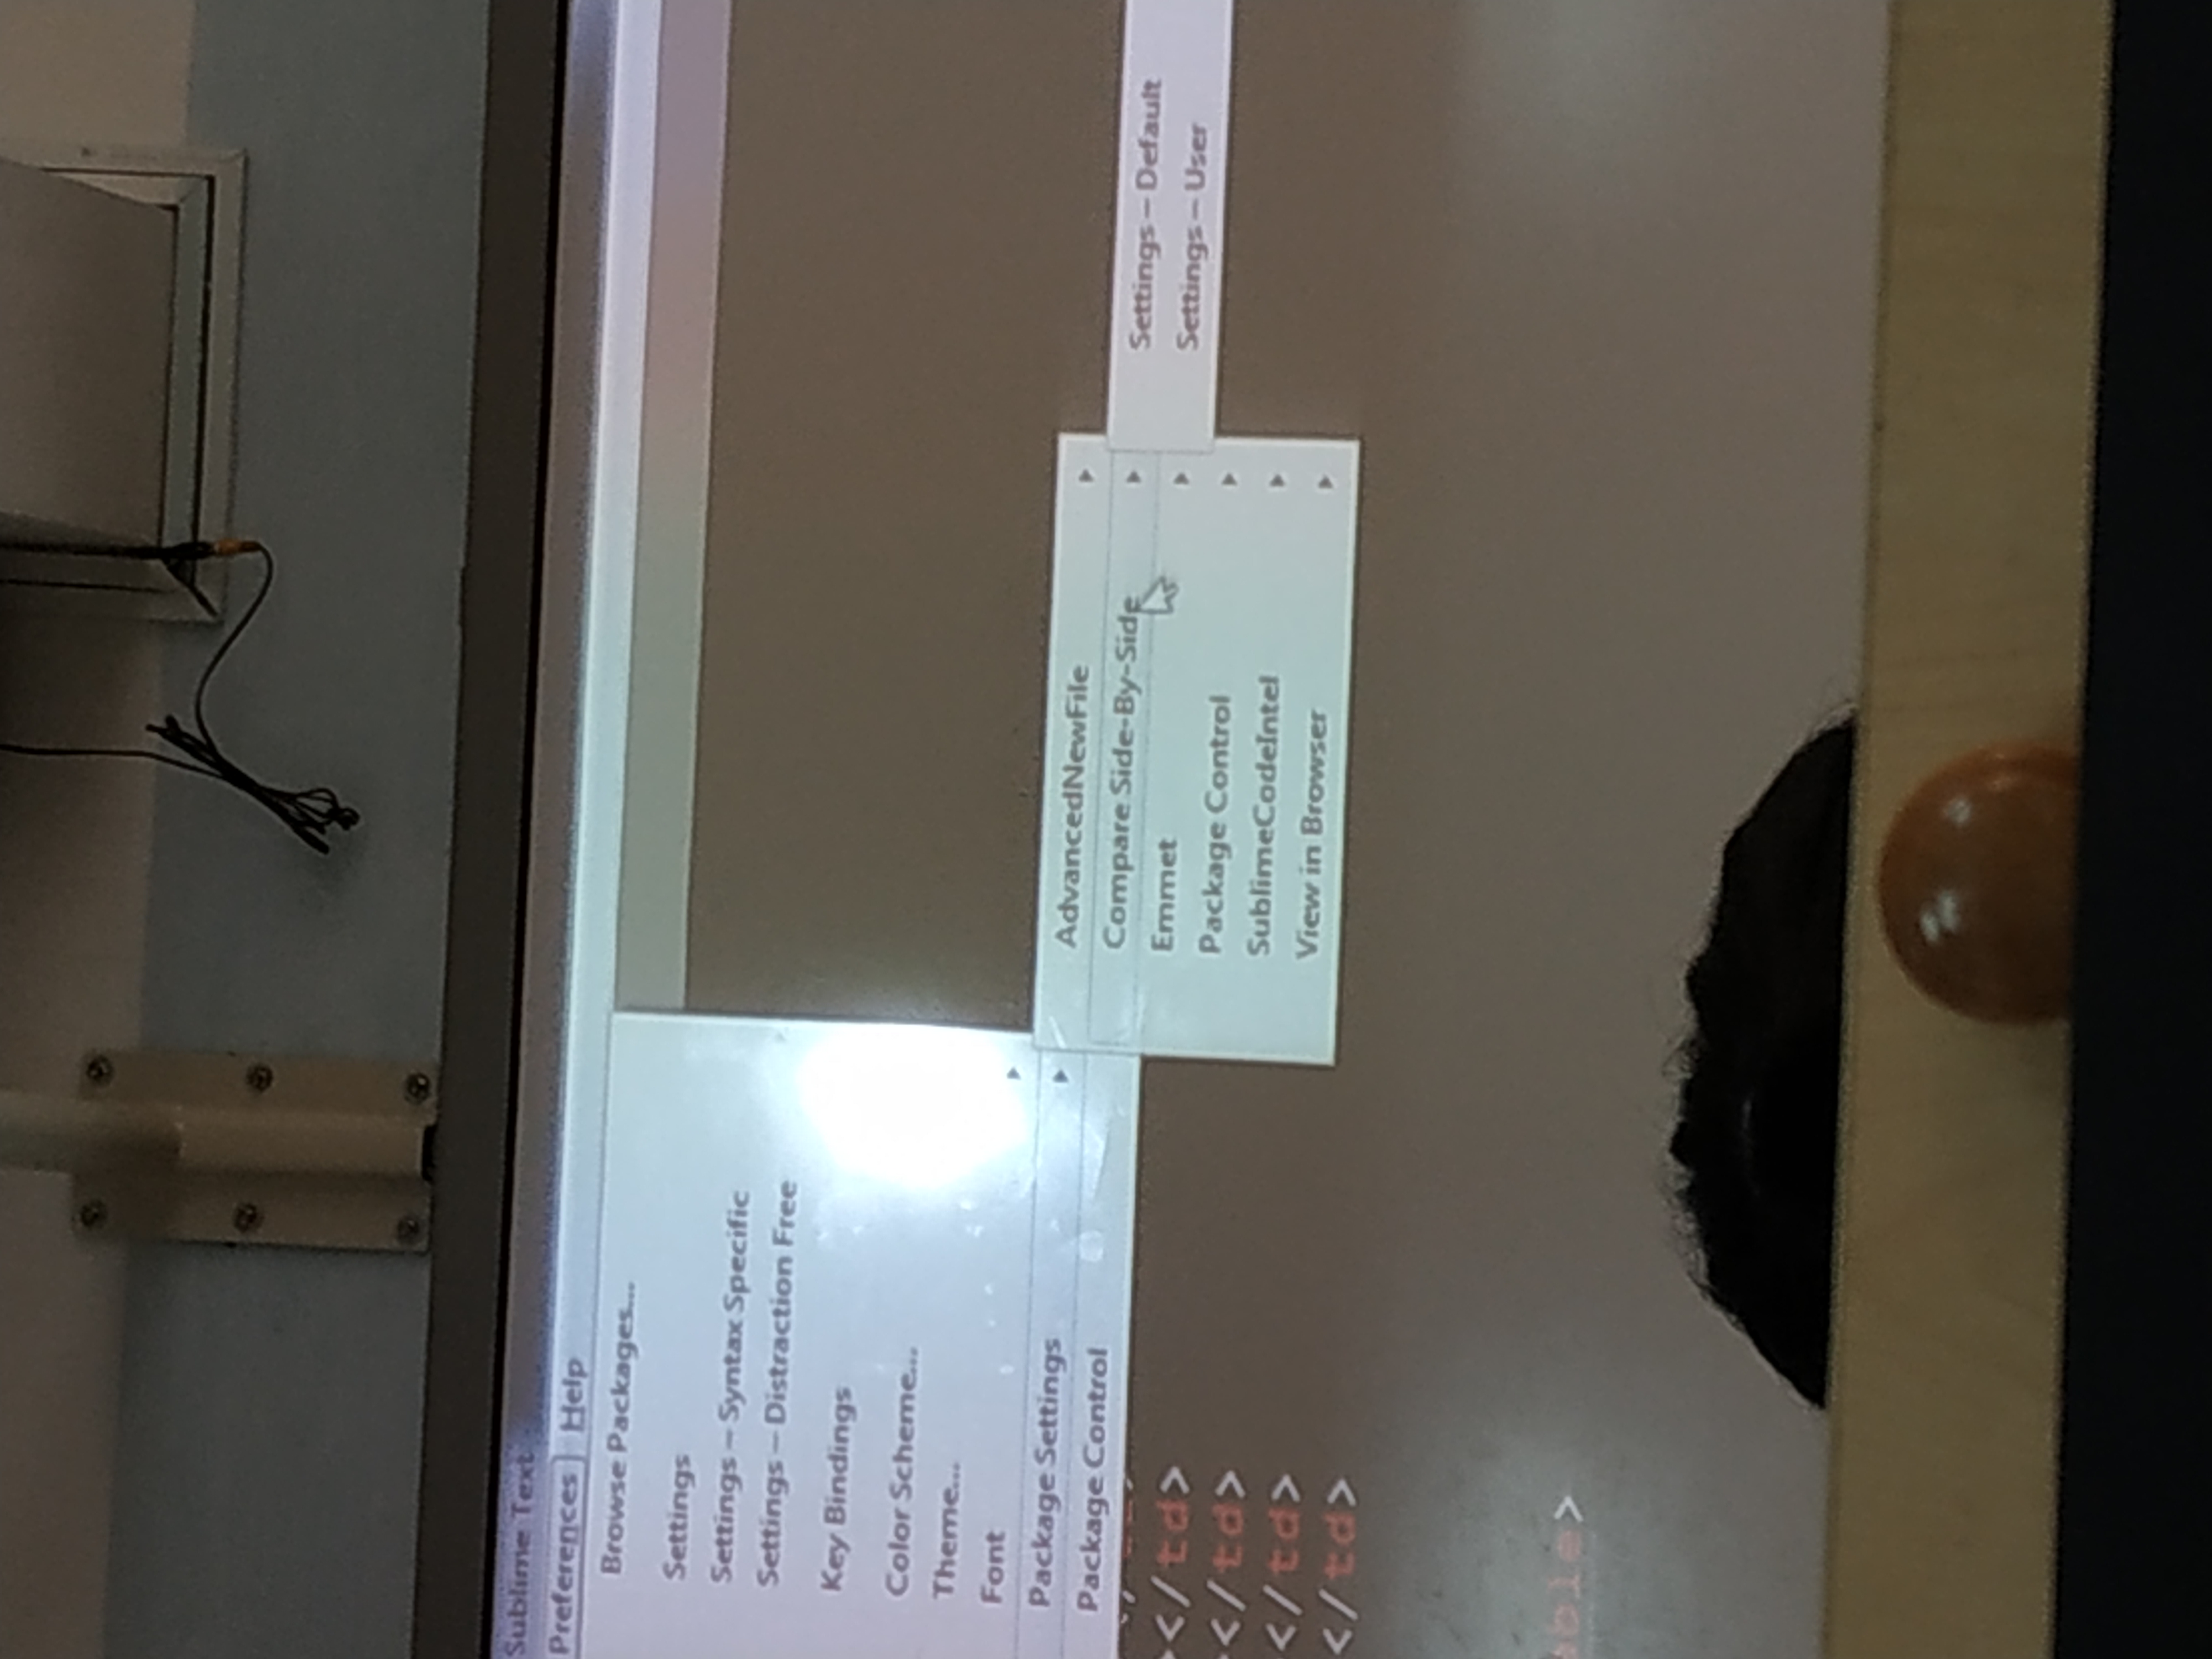 Sublime Text
Preferences Help
Browse Packages...
Settings
Settings – Syntax Specific
Settings – Distraction Free
Key Bindings
Color Scheme...
Theme...
Font
Package Settings
Package Control
AdvancedNewFile
Compare Side-By-Side
Emmet
Package Control
SublimeCodeIntel
View in Browser
Settings – Default
Settings – User
></td>
</td>
</td>
</td>